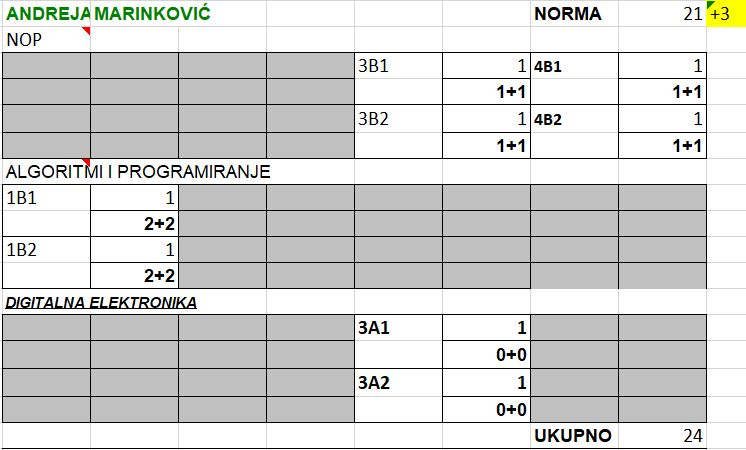 ANDREJA MARINKOVIĆ NORMA 21 +3
NOP
3B1 1 4B1 1
1+1 1+1
3B2 1 4B2 1
1+1 1+1
ALGORITMI I PROGRAMIRANJE
1B1 1
2+2
1B2 1
2+2
DIGITALNA ELEKTRONIKA
3A1 1
0+0
3A2 1
0+0
UKUPNO 24